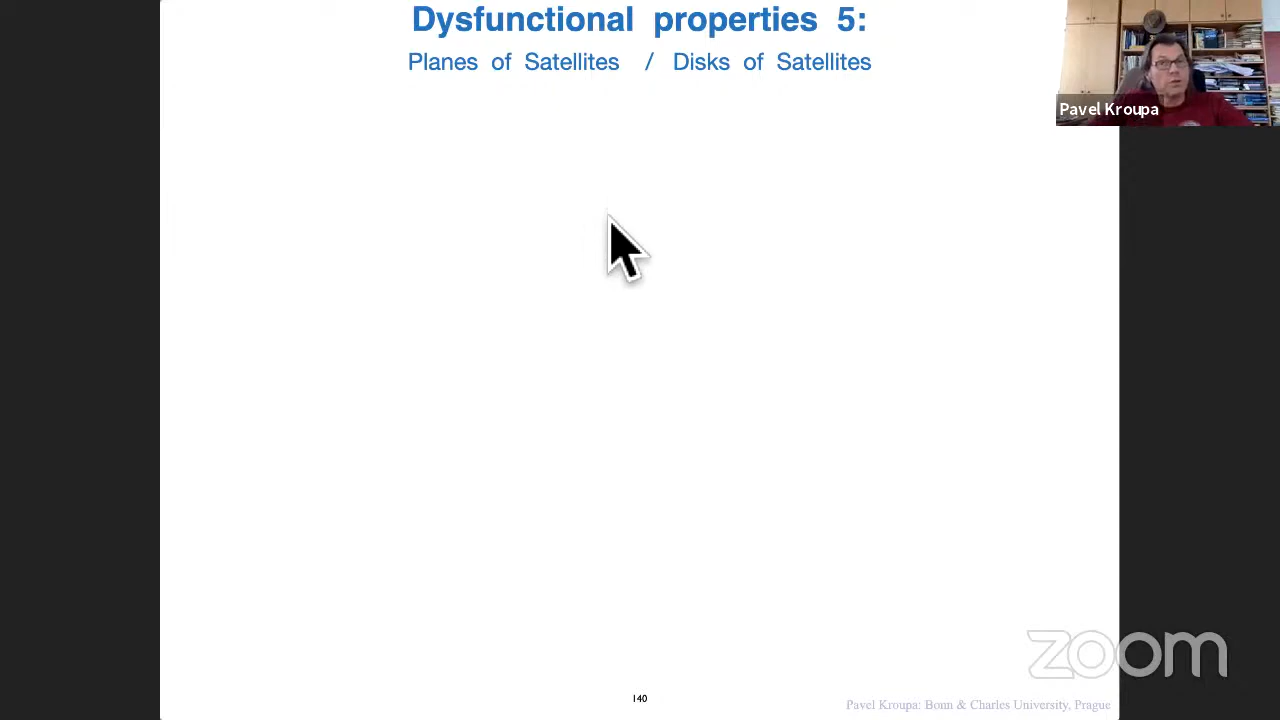 Dysfunctional properties 5:
Planes of Satellites / Disks of Satellites
Pavel Kroupa
zoom
140
Pavel Kroupa: Bonn & Charles University, Prague